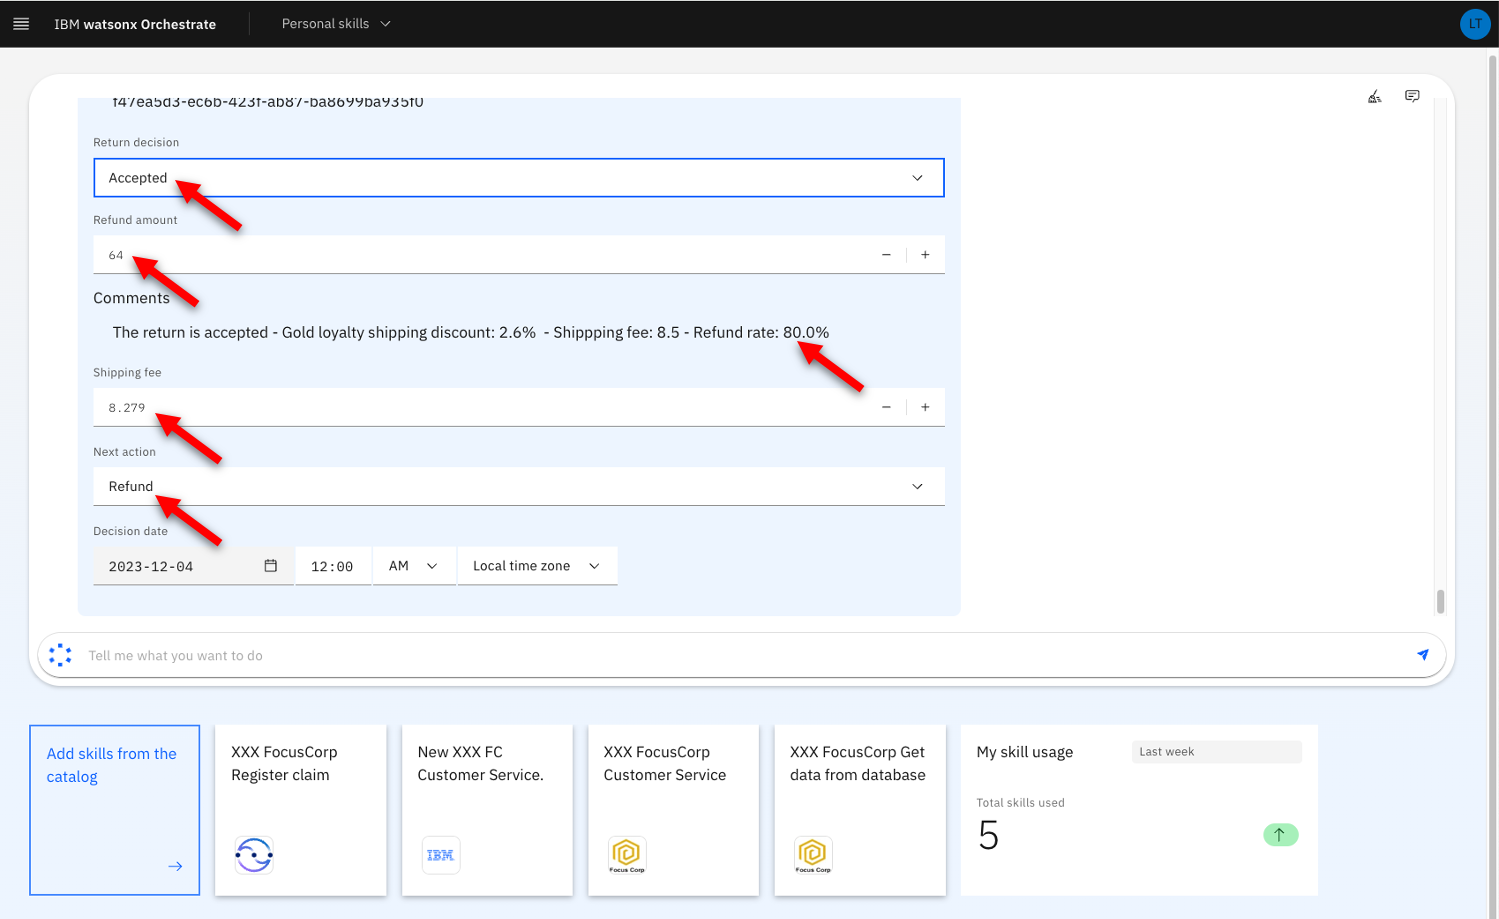 IBM watsonx Orchestrate
Personal skills
LT
f47ea5d3-ec6b-423f-ab87-ba8699ba935f0
Return decision
Accepted
Refund amount
64
Comments
The return is accepted - Gold loyalty shipping discount: 2.6% - Shippping fee: 8.5 - Refund rate: 80.0%
Shipping fee
8.279
Next action
Refund
Decision date
2023-12-04
12:00
AM
Local time zone
Tell me what you want to do
Add skills from the
catalog
XXX FocusCorp
Register claim
New XXX FC
Customer Service.
IBM
XXX FocusCorp
Customer Service
Focus Corp
XXX FocusCorp Get
data from database
Focus Corp
My skill usage
Last week
Total skills used
5